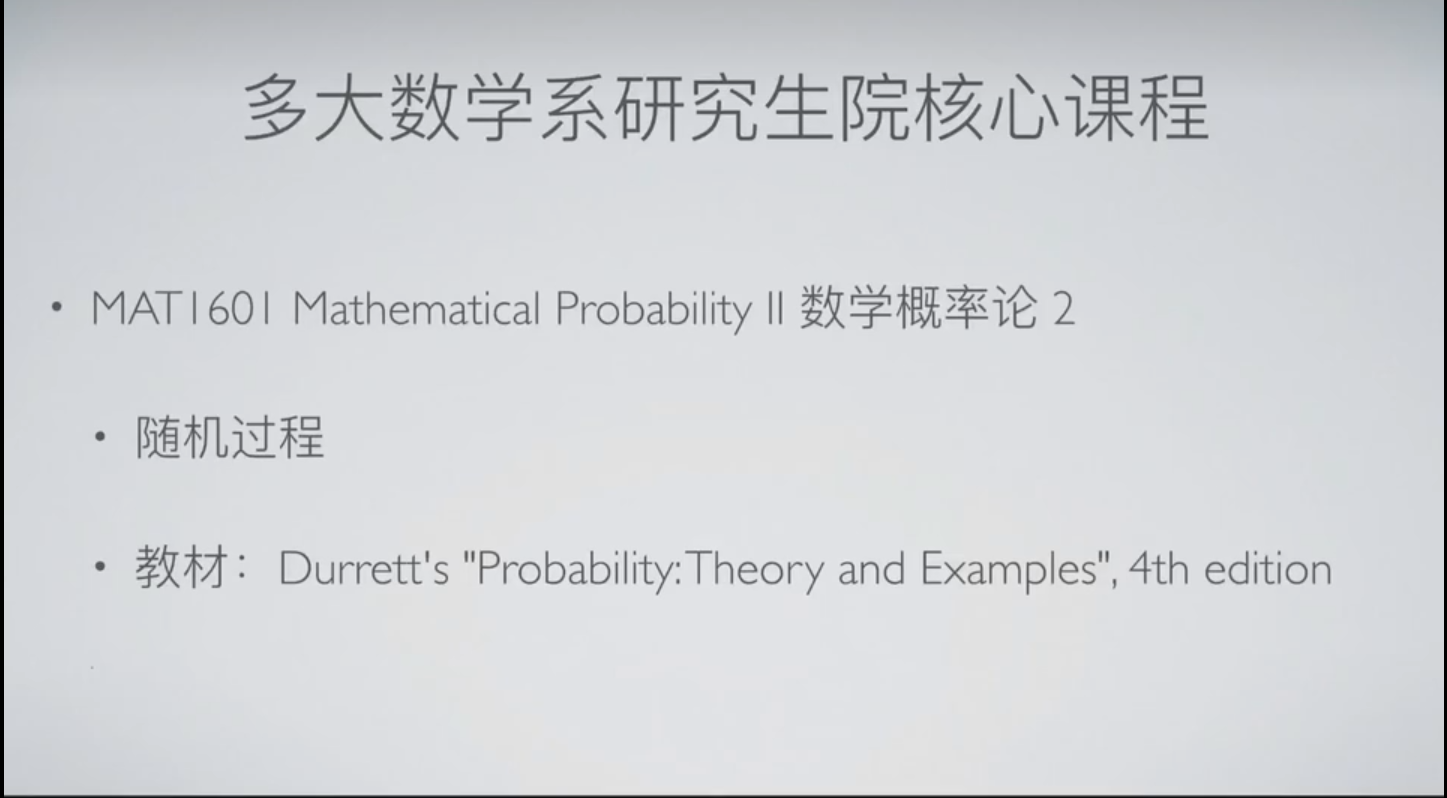 多大数学系研究生院核心课程
• MAT1601 Mathematical Probability II 数学概率论 2
• 随机过程
• 教材：Durrett's "Probability: Theory and Examples", 4th edition